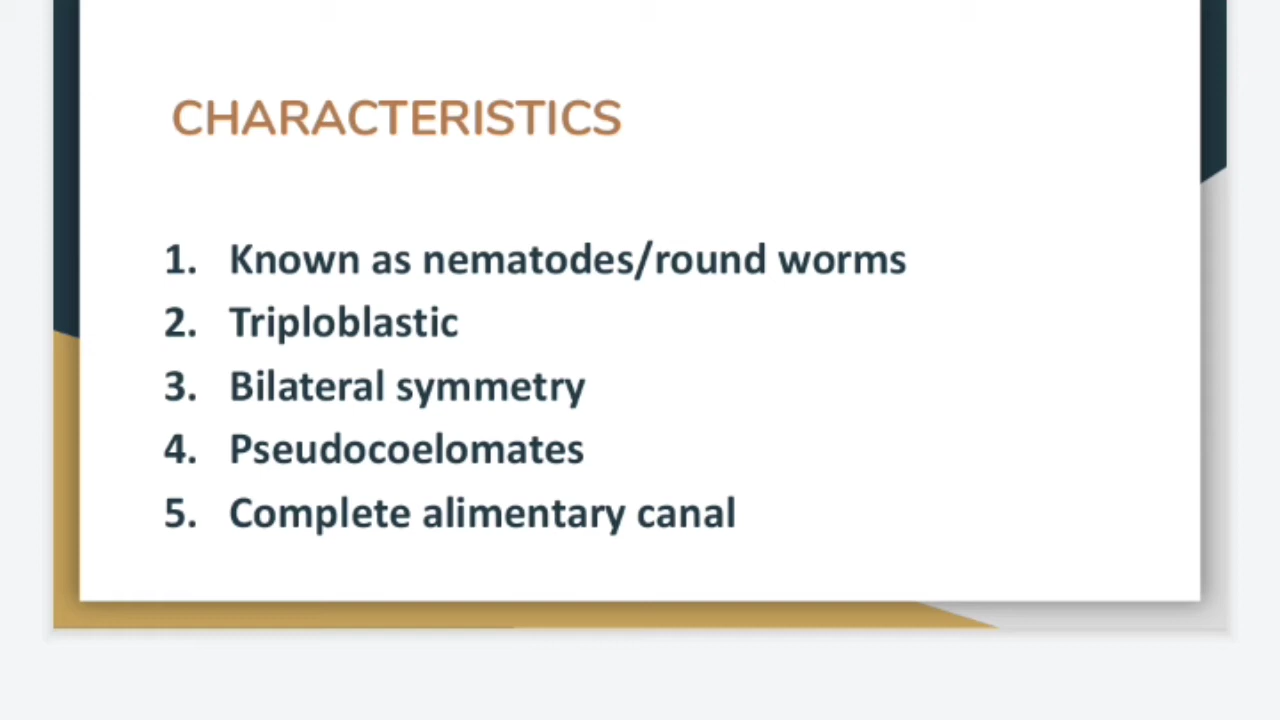 CHARACTERISTICS
1. Known as nematodes/round worms
2. Triploblastic
3. Bilateral symmetry
4. Pseudocoelomates
5. Complete alimentary canal